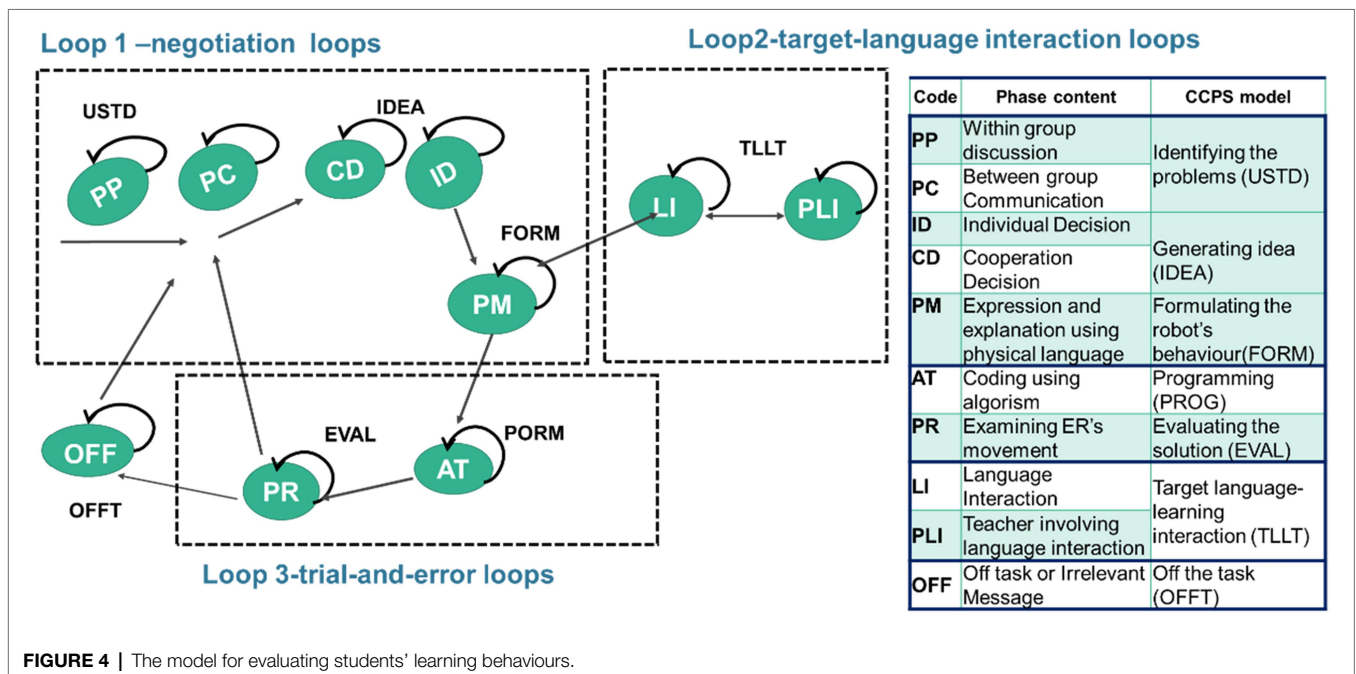 Loop 1 –negotiation loops
Loop2-target-language interaction loops
USTD
IDEA
PP
PC
CD
ID
FORM
PM
TLLT
LI
PLI
OFF
OFFT
EVAL
PR
PORM
AT
Loop 3-trial-and-error loops
Code Phase content CCPS model
PP
Within group
discussion
Identifying the
problems (USTD)
PC
Between group
Communication
ID
Individual Decision
Generating idea
(IDEA)
CD
Cooperation
Decision
PM
Expression and
explanation using
physical language
Formulating the
robot's
behaviour(FORM)
AT
Coding using
algorism
Programming
(PROG)
PR
Examining ER's
movement
Evaluating the
solution (EVAL)
LI
Language
Interaction
Target language-
learning
interaction (TLLT)
PLI
Teacher involving
language interaction
OFF
Off task or Irrelevant
Message
Off the task
(OFFT)
FIGURE 4 | The model for evaluating students' learning behaviours.